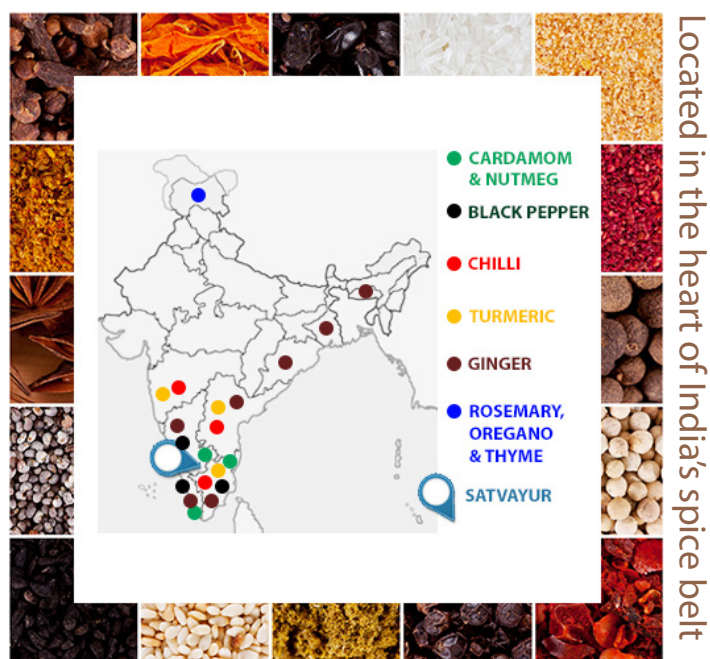 CARDAMOM
& NUTMEG
BLACK PEPPER
CHILLI
TURMERIC
GINGER
ROSEMARY,
OREGANO
& THYME
SATVAYUR
Located in the heart of India's spice belt